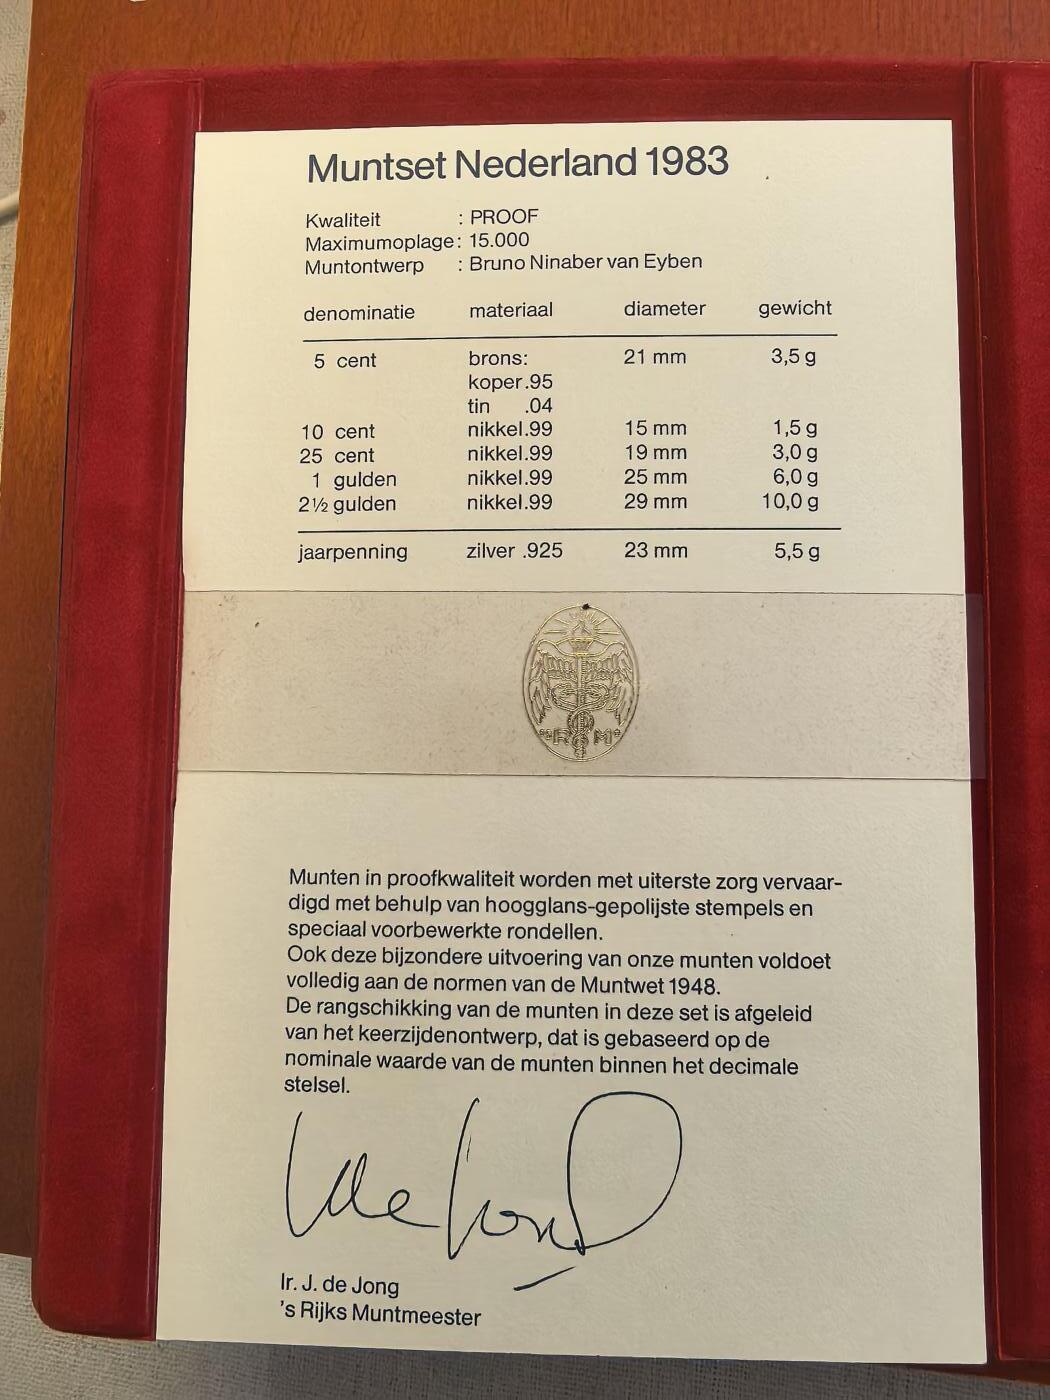 Muntset Nederland 1983
Kwaliteit : PROOF
Maximumoplage: 15.000
Muntontwerp : Bruno Ninaber van Eyben
denominatie materiaal diameter gewicht
5 cent brons: 21 mm 3,5 g
koper.95
tin .04
10 cent nikkel.99 15 mm 1,5 g
25 cent nikkel.99 19 mm 3,0 g
1 gulden nikkel.99 25 mm 6,0 g
2½ gulden nikkel.99 29 mm 10,0 g
jaarpenning zilver .925 23 mm 5,5 g
R M
Munten in proofkwaliteit worden met uiterste zorg vervaar-
digd met behulp van hoogglans-gepolijste stempels en
speciaal voorbewerkte rondellen.
Ook deze bijzondere uitvoering van onze munten voldoet
volledig aan de normen van de Muntwet 1948.
De rangschikking van de munten in deze set is afgeleid
van het keerzijdenontwerp, dat is gebaseerd op de
nominale waarde van de munten binnen het decimale
stelsel.
Ir. J. de Jong
's Rijks Muntmeester